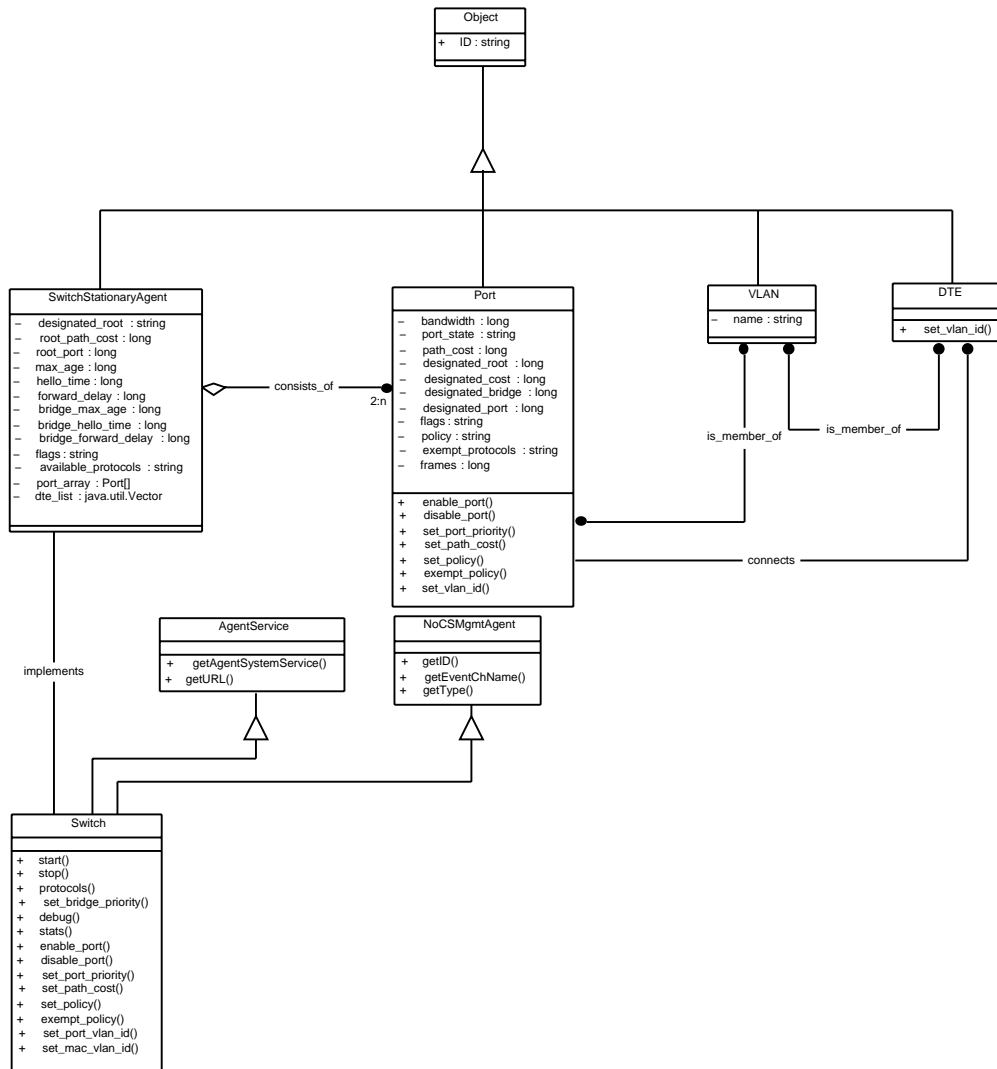 Object
+ ID : string
SwitchStationaryAgent
– designated_root : string
– root_path_cost : long
– root_port : long
– max_age : long
– hello_time : long
– forward_delay : long
– bridge_max_age : long
– bridge_hello_time : long
– bridge_forward_delay : long
– flags : string
– available_protocols : string
– port_array : Port[]
– dte_list : java.util.Vector
consists_of
2:n
Port
– bandwidth : long
– port_state : string
– path_cost : long
– designated_root : long
– designated_cost : long
– designated_bridge : long
– designated_port : long
– flags : string
– policy : string
– exempt_protocols : string
– frames : long
+ enable_port()
+ disable_port()
+ set_port_priority()
+ set_path_cost()
+ set_policy()
+ exempt_policy()
+ set_vlan_id()
VLAN
– name : string
DTE
+ set_vlan_id()
is_member_of
is_member_of
connects
implements
AgentService
+ getAgentSystemService()
+ getURL()
NoCSMgmtAgent
+ getID()
+ getEventChName()
+ getType()
Switch
+ start()
+ stop()
+ protocols()
+ set_bridge_priority()
+ debug()
+ stats()
+ enable_port()
+ disable_port()
+ set_port_priority()
+ set_path_cost()
+ set_policy()
+ exempt_policy()
+ set_port_vlan_id()
+ set_mac_vlan_id()